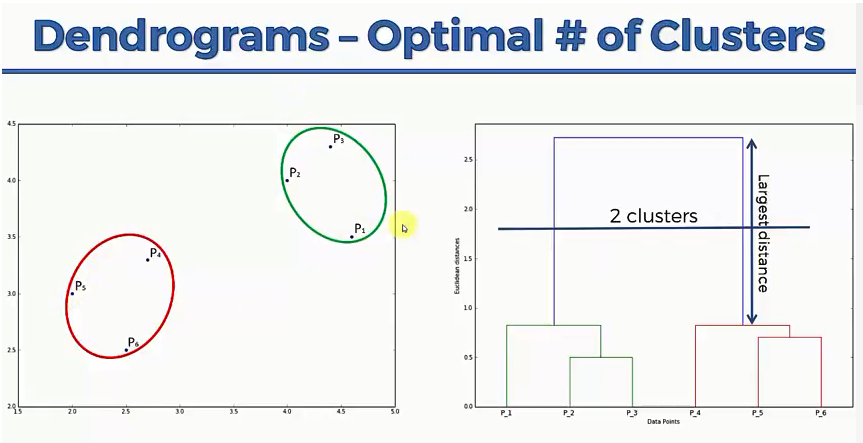 Dendrograms – Optimal # of Clusters
4.5
4.0
3.5
3.0
2.5
2.0
1.5
2.0
2.5
3.0
3.5
4.0
4.5
5.0
P3
P2
P1
P4
P5
P6
Euclidean distances
2.5
2.0
1.5
1.0
0.5
0.0
2 clusters
Largest distance
P_1
P_2
P_3
P_4
P_5
P_6
Data Points